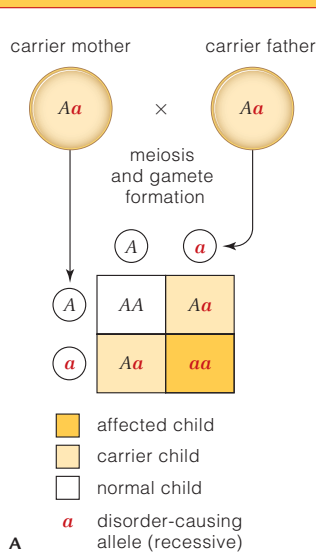 carrier mother carrier father
Aa × Aa
meiosis
and gamete
formation
A a
A AA Aa
a Aa aa
affected child
carrier child
normal child
a disorder-causing
allele (recessive)
A